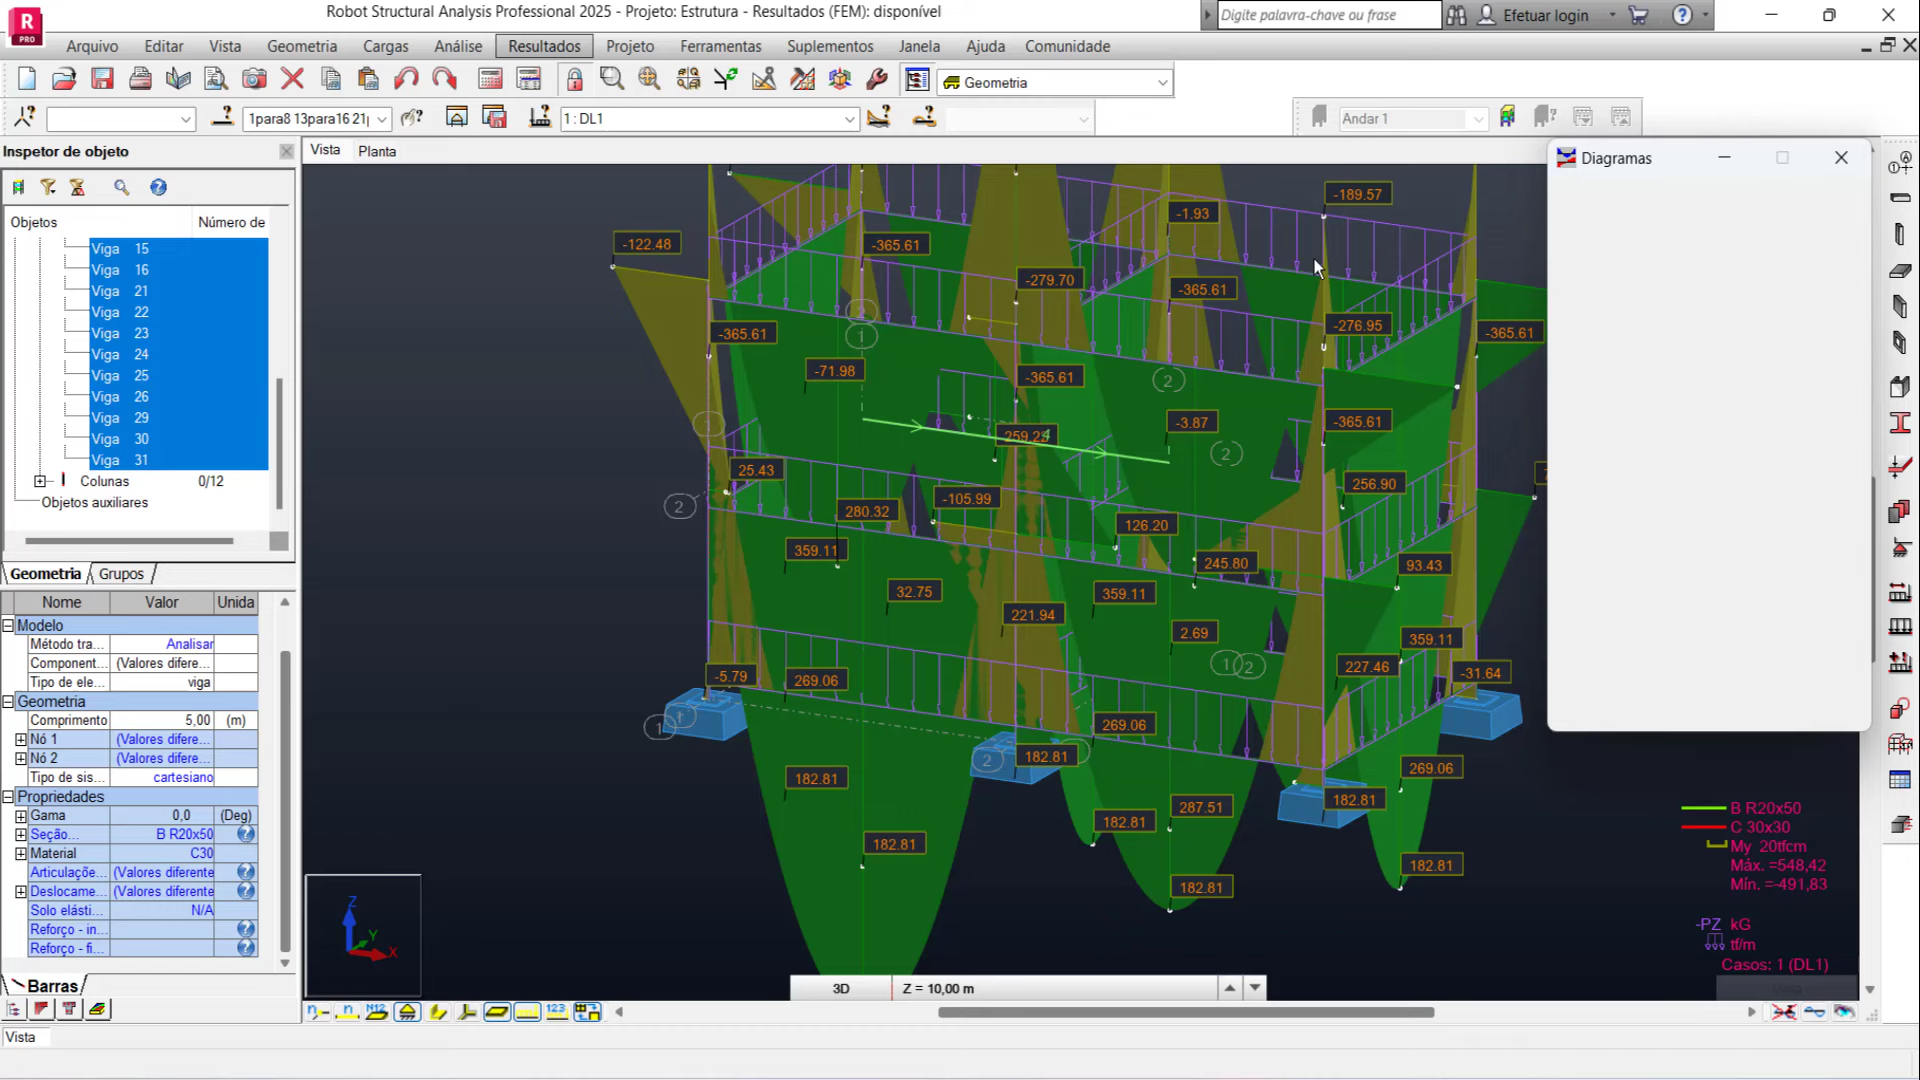 Robot Structural Analysis Professional 2025 - Projeto: Estrutura - Resultados (FEM): disponível
Digite palavra-chave ou frase
Efetuar login
R
PRO
Arquivo Editar Vista Geometria Cargas Análise Resultados Projeto Ferramentas Suplementos Janela Ajuda Comunidade
Geometria
1para8 13para16 21p
1 : DL1
Andar 1
Inspetor de objeto
Vista Planta
Diagramas
Objetos Número de
Viga 15
Viga 16
Viga 21
Viga 22
Viga 23
Viga 24
Viga 25
Viga 26
Viga 29
Viga 30
Viga 31
Colunas 0/12
Objetos auxiliares
Geometria Grupos
Nome Valor Unida
Modelo
Método tra... Analisar
Component... (Valores difere...
Tipo de ele... viga
Geometria
Comprimento 5,00 (m)
Nó 1 (Valores difere...
Nó 2 (Valores difere...
Tipo de sis... cartesiano
Propriedades
Gama 0,0 (Deg)
Seção... B R20x50
Material C30
Articulaçõe... (Valores diferente
Deslocame... (Valores diferente
Solo elásti... N/A
Reforço - in...
Reforço - fi...
Barras
Vista
-189.57
-1.93
-122.48 -365.61
-279.70
-365.61
-276.95
-365.61 -365.61
-71.98 -365.61
-3.87 -365.61
25.43 256.90
280.32 -105.99 126.20
359.11 245.80 93.43
32.75 359.11
221.94 2.69 359.11
-5.79 269.06 227.46 -31.64
269.06
182.81 269.06
182.81 287.51 182.81
182.81
182.81 182.81
182.81
B R20x50
C 30x30
My 20tfcm
Máx. =548,42
Mín. =-491,83
-PZ kG
tf/m
Casos: 1 (DL1)
Z
Y
X
3D Z = 10,00 m